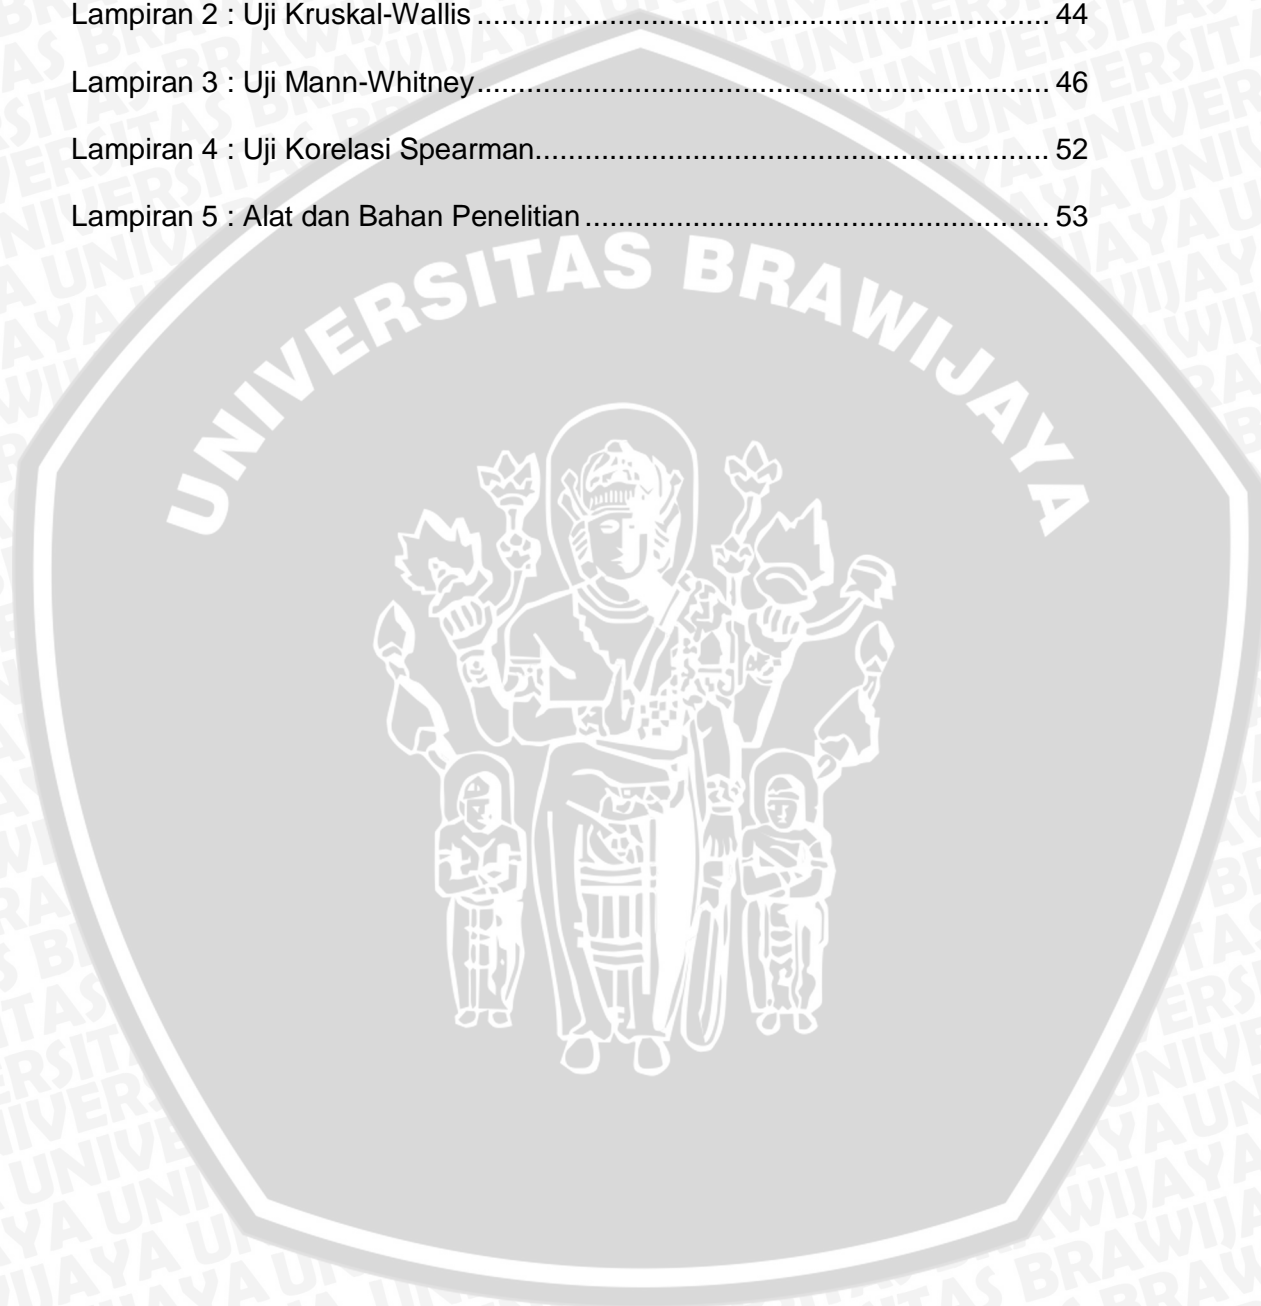 Lampiran 2 : Uji Kruskal-Wallis ..................................................................... 44
Lampiran 3 : Uji Mann-Whitney ..................................................................... 46
Lampiran 4 : Uji Korelasi Spearman.............................................................. 52
Lampiran 5 : Alat dan Bahan Penelitian ........................................................ 53
UNIVERSITAS BRAWIJAYA